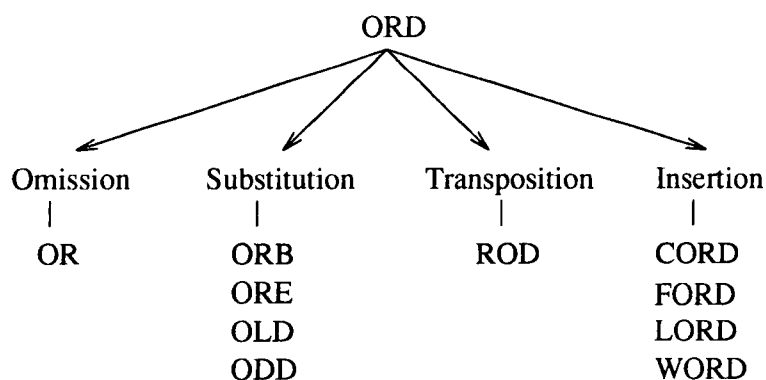 ORD
Omission Substitution Transposition Insertion
OR ORB ROD CORD
ORE FORD
OLD LORD
ODD WORD